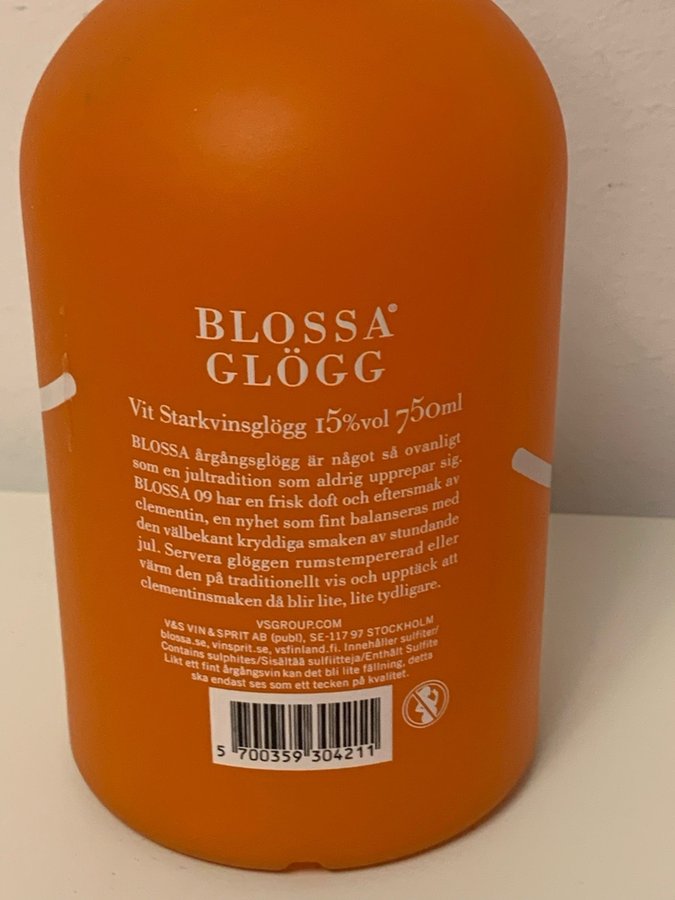 BLOSSA®
GLÖGG
Vit Starkvinsglögg 15%vol 750ml
BLOSSA årgångsglögg är något så ovanligt
som en jultradition som aldrig upprepar sig.
BLOSSA 09 har en frisk doft och eftersmak av
clementin, en nyhet som fint balanseras med
den välbekant kryddiga smaken av stundande
jul. Servera glöggen rumstempererad eller
värm den på traditionellt vis och upptäck att
clementinsmaken då blir lite, lite tydligare.
VSGROUP.COM
V&S VIN & SPRIT AB (publ), SE-117 97 STOCKHOLM
blossa.se, vinsprit.se, vsfinland.fi. Innehåller sulfiter/
Contains sulphites/Sisältää sulfiitteja/Enthält Sulfite
Likt ett fint årgångsvin kan det bli lite fällning, detta
ska endast ses som ett tecken på kvalitet.
5 700359 304211